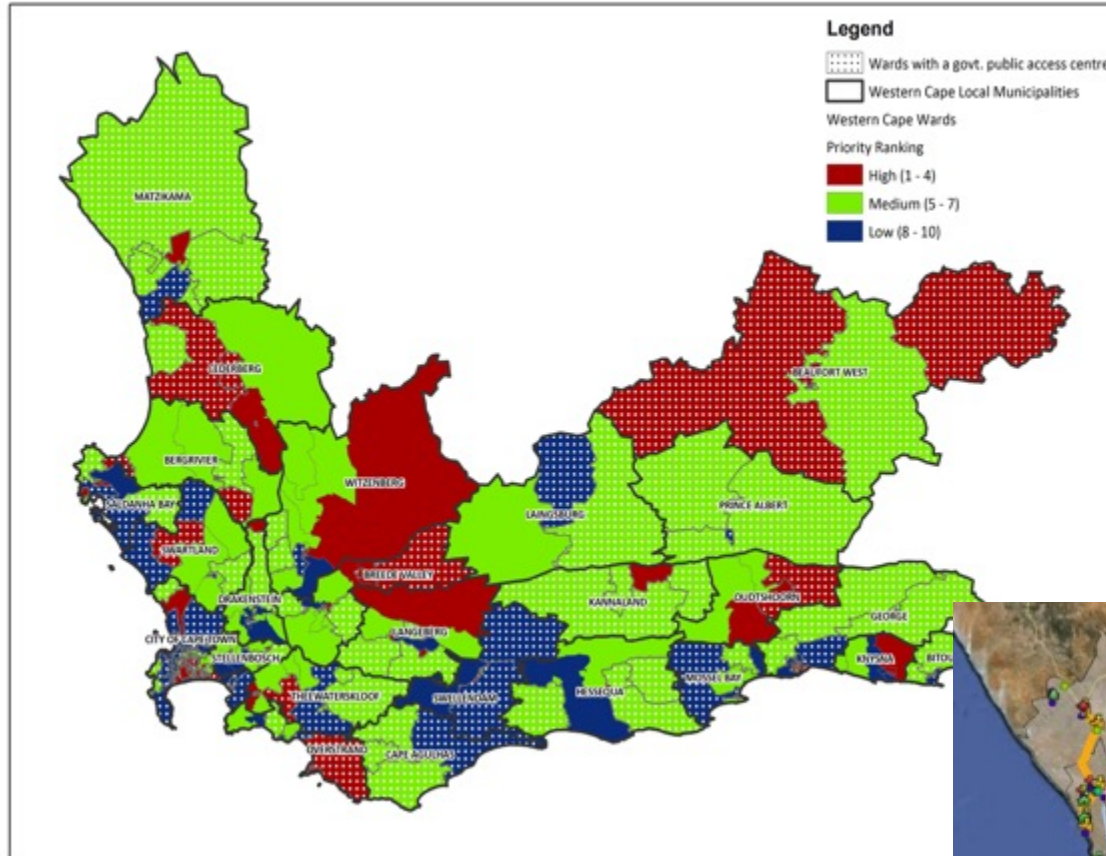 Legend
Wards with a govt. public access centre
Western Cape Local Municipalities
Western Cape Wards
Priority Ranking
High (1 - 4)
Medium (5 - 7)
Low (8 - 10)
MATZIKAMA
CEDERBERG
BEAUFORT WEST
BERGRIVIER
WITZENBERG
SALDANHA BAY
LAINGSBURG
PRINCE ALBERT
SWARTLAND
BREEDE VALLEY
DRAKENSTEIN
KANNALAND
OUDTSHOORN
GEORGE
CITY OF CAPE TOWN
LANGEBERG
STELLENBOSCH
KNYSNA
BITOU
THEEWATERSKLOOF
SWELLENDAM
HESSEQUA
MOSSEL BAY
OVERSTRAND
CAPE AGULHAS